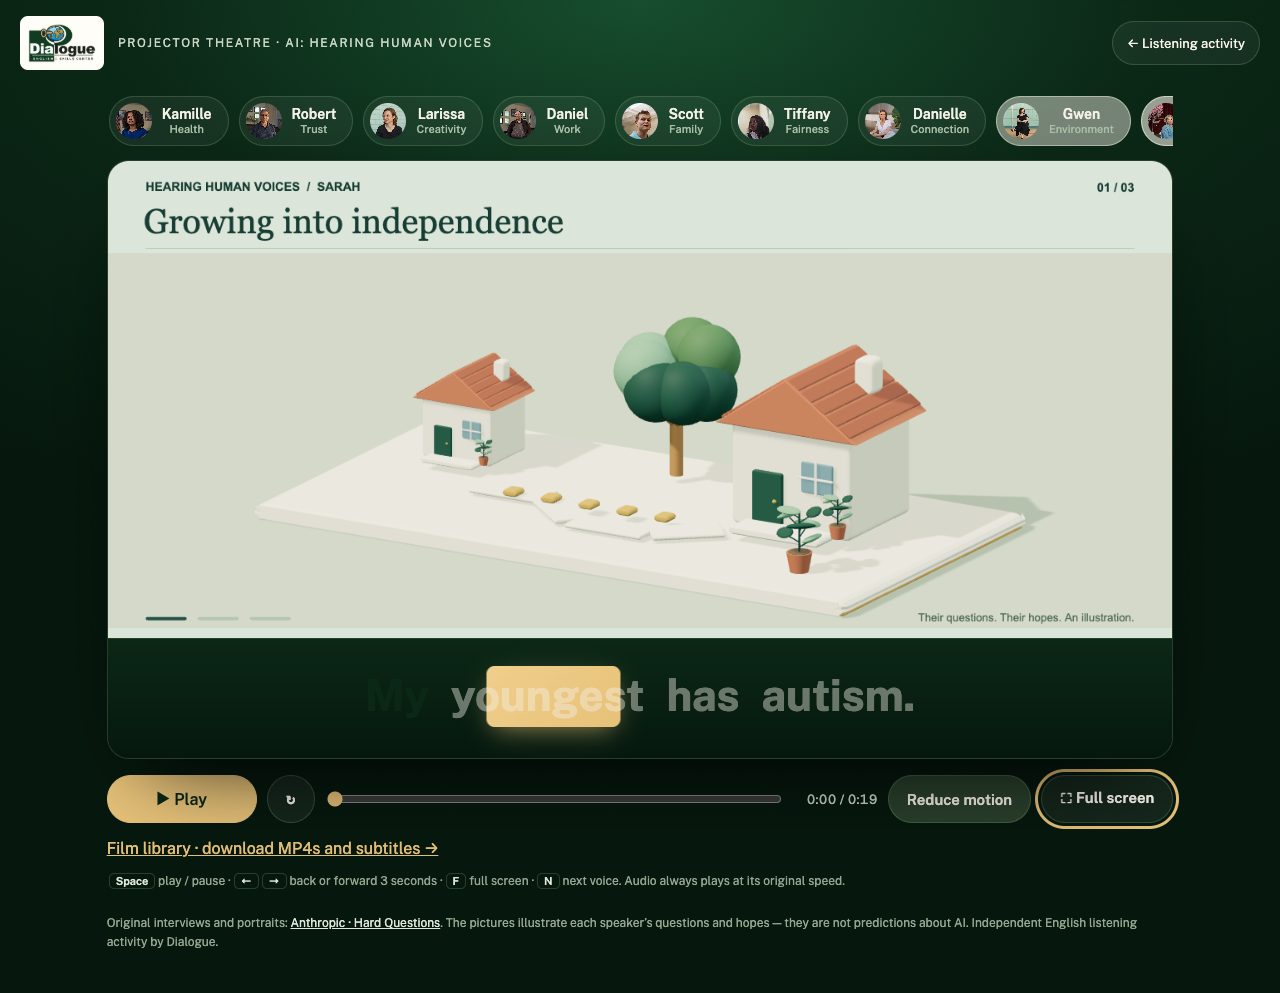 Dialogue
ENGLISH SKILLS CENTER
PROJECTOR THEATRE · AI: HEARING HUMAN VOICES
← Listening activity
Kamille
Health
Robert
Trust
Larissa
Creativity
Daniel
Work
Scott
Family
Tiffany
Fairness
Danielle
Connection
Gwen
Environment
HEARING HUMAN VOICES / SARAH
01 / 03
Growing into independence
Their questions. Their hopes. An illustration.
My youngest has autism.
▶ Play
↻
0:00 / 0:19
Reduce motion
⛶ Full screen
Film library · download MP4s and subtitles →
Space play / pause · ← → back or forward 3 seconds · F full screen · N next voice. Audio always plays at its original speed.
Original interviews and portraits: Anthropic · Hard Questions. The pictures illustrate each speaker’s questions and hopes — they are not predictions about AI. Independent English listening
activity by Dialogue.